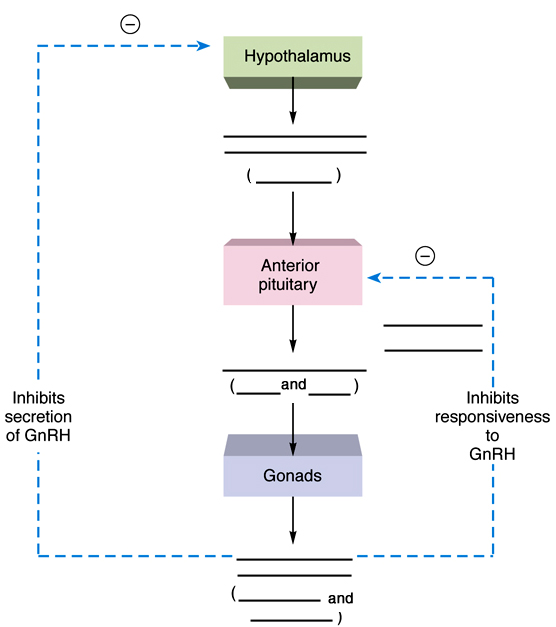 −
Hypothalamus
( )
−
Anterior
pituitary
( and )
Inhibits
secretion
of GnRH
Inhibits
responsiveness
to
GnRH
Gonads
( and
)